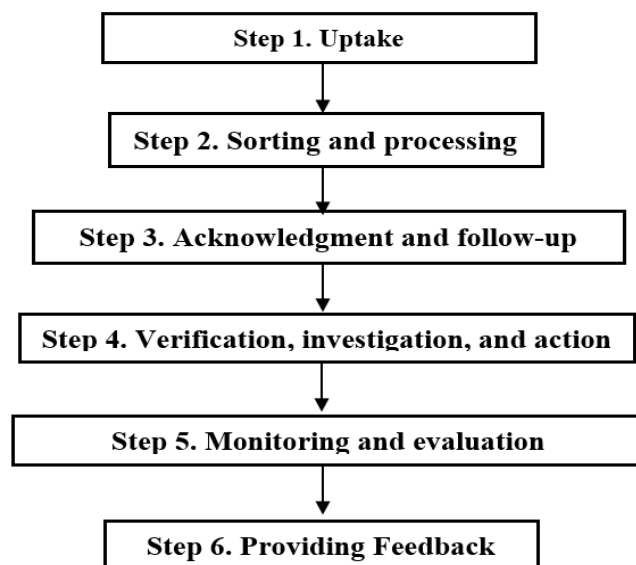 Step 1. Uptake
Step 2. Sorting and processing
Step 3. Acknowledgment and follow-up
Step 4. Verification, investigation, and action
Step 5. Monitoring and evaluation
Step 6. Providing Feedback